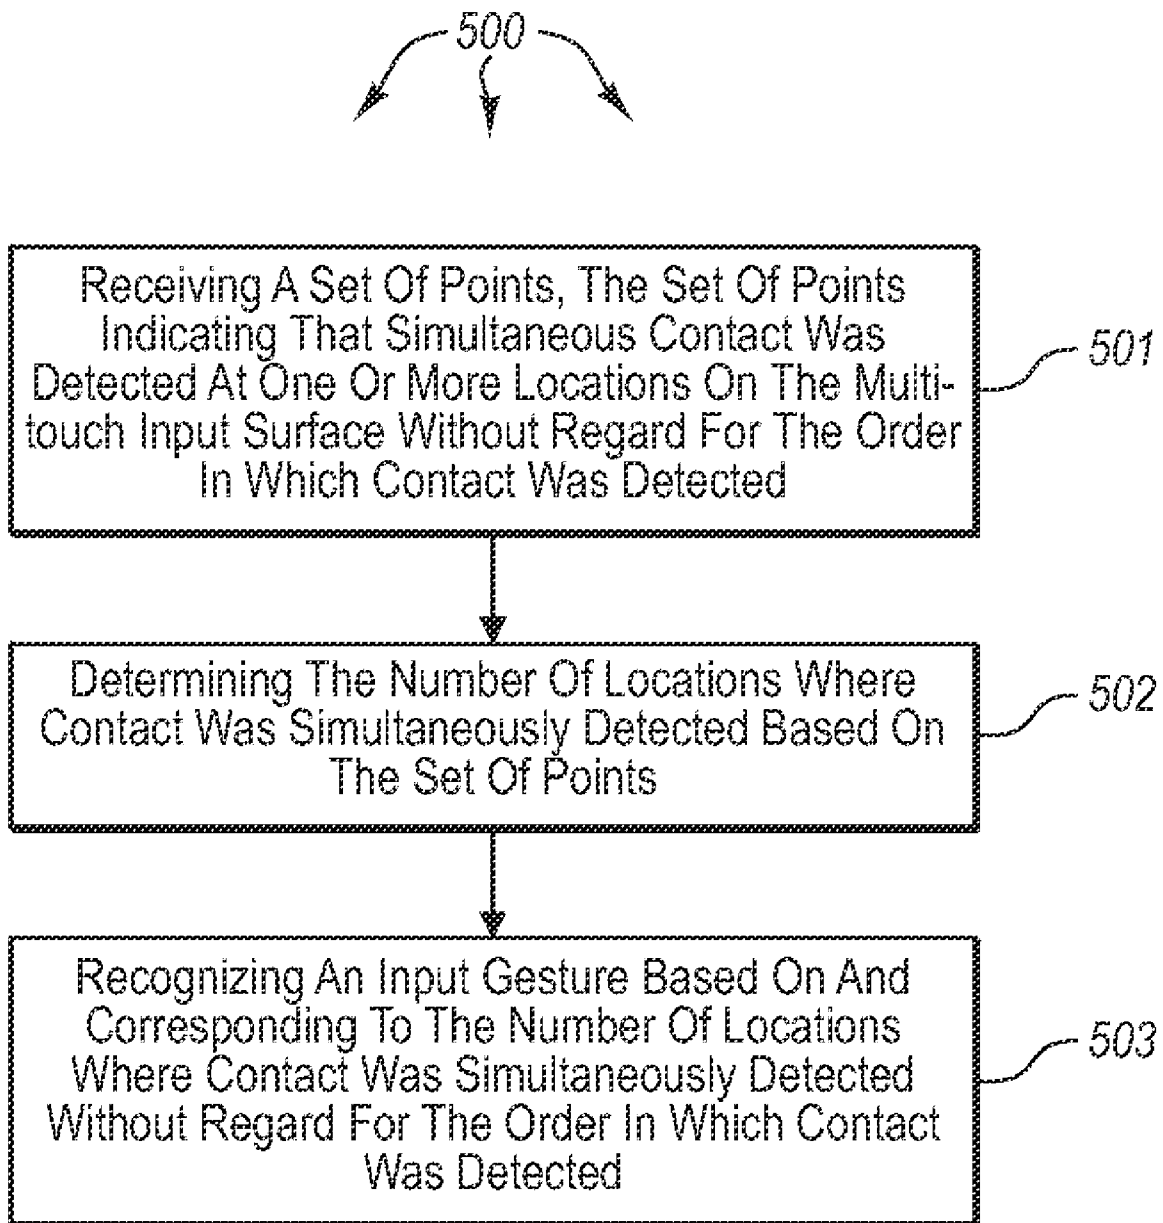 500
Receiving A Set Of Points, The Set Of Points
Indicating That Simultaneous Contact Was
Detected At One Or More Locations On The Multi-
touch Input Surface Without Regard For The Order
In Which Contact Was Detected
501
Determining The Number Of Locations Where
Contact Was Simultaneously Detected Based On
The Set Of Points
502
Recognizing An Input Gesture Based On And
Corresponding To The Number Of Locations
Where Contact Was Simultaneously Detected
Without Regard For The Order In Which Contact
Was Detected
503